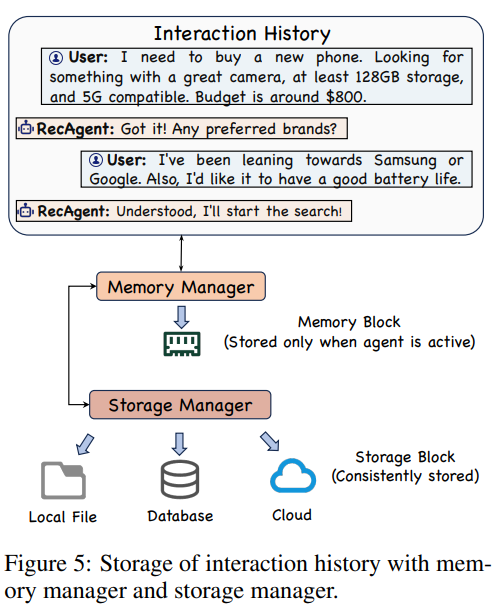 Interaction History
User: I need to buy a new phone. Looking for
something with a great camera, at least 128GB storage,
and 5G compatible. Budget is around $800.
RecAgent: Got it! Any preferred brands?
User: I've been leaning towards Samsung or
Google. Also, I'd like it to have a good battery life.
RecAgent: Understood, I'll start the search!
Memory Manager
Memory Block
(Stored only when agent is active)
Storage Manager
Storage Block
(Consistently stored)
Local File
Database
Cloud
Figure 5: Storage of interaction history with mem-
ory manager and storage manager.